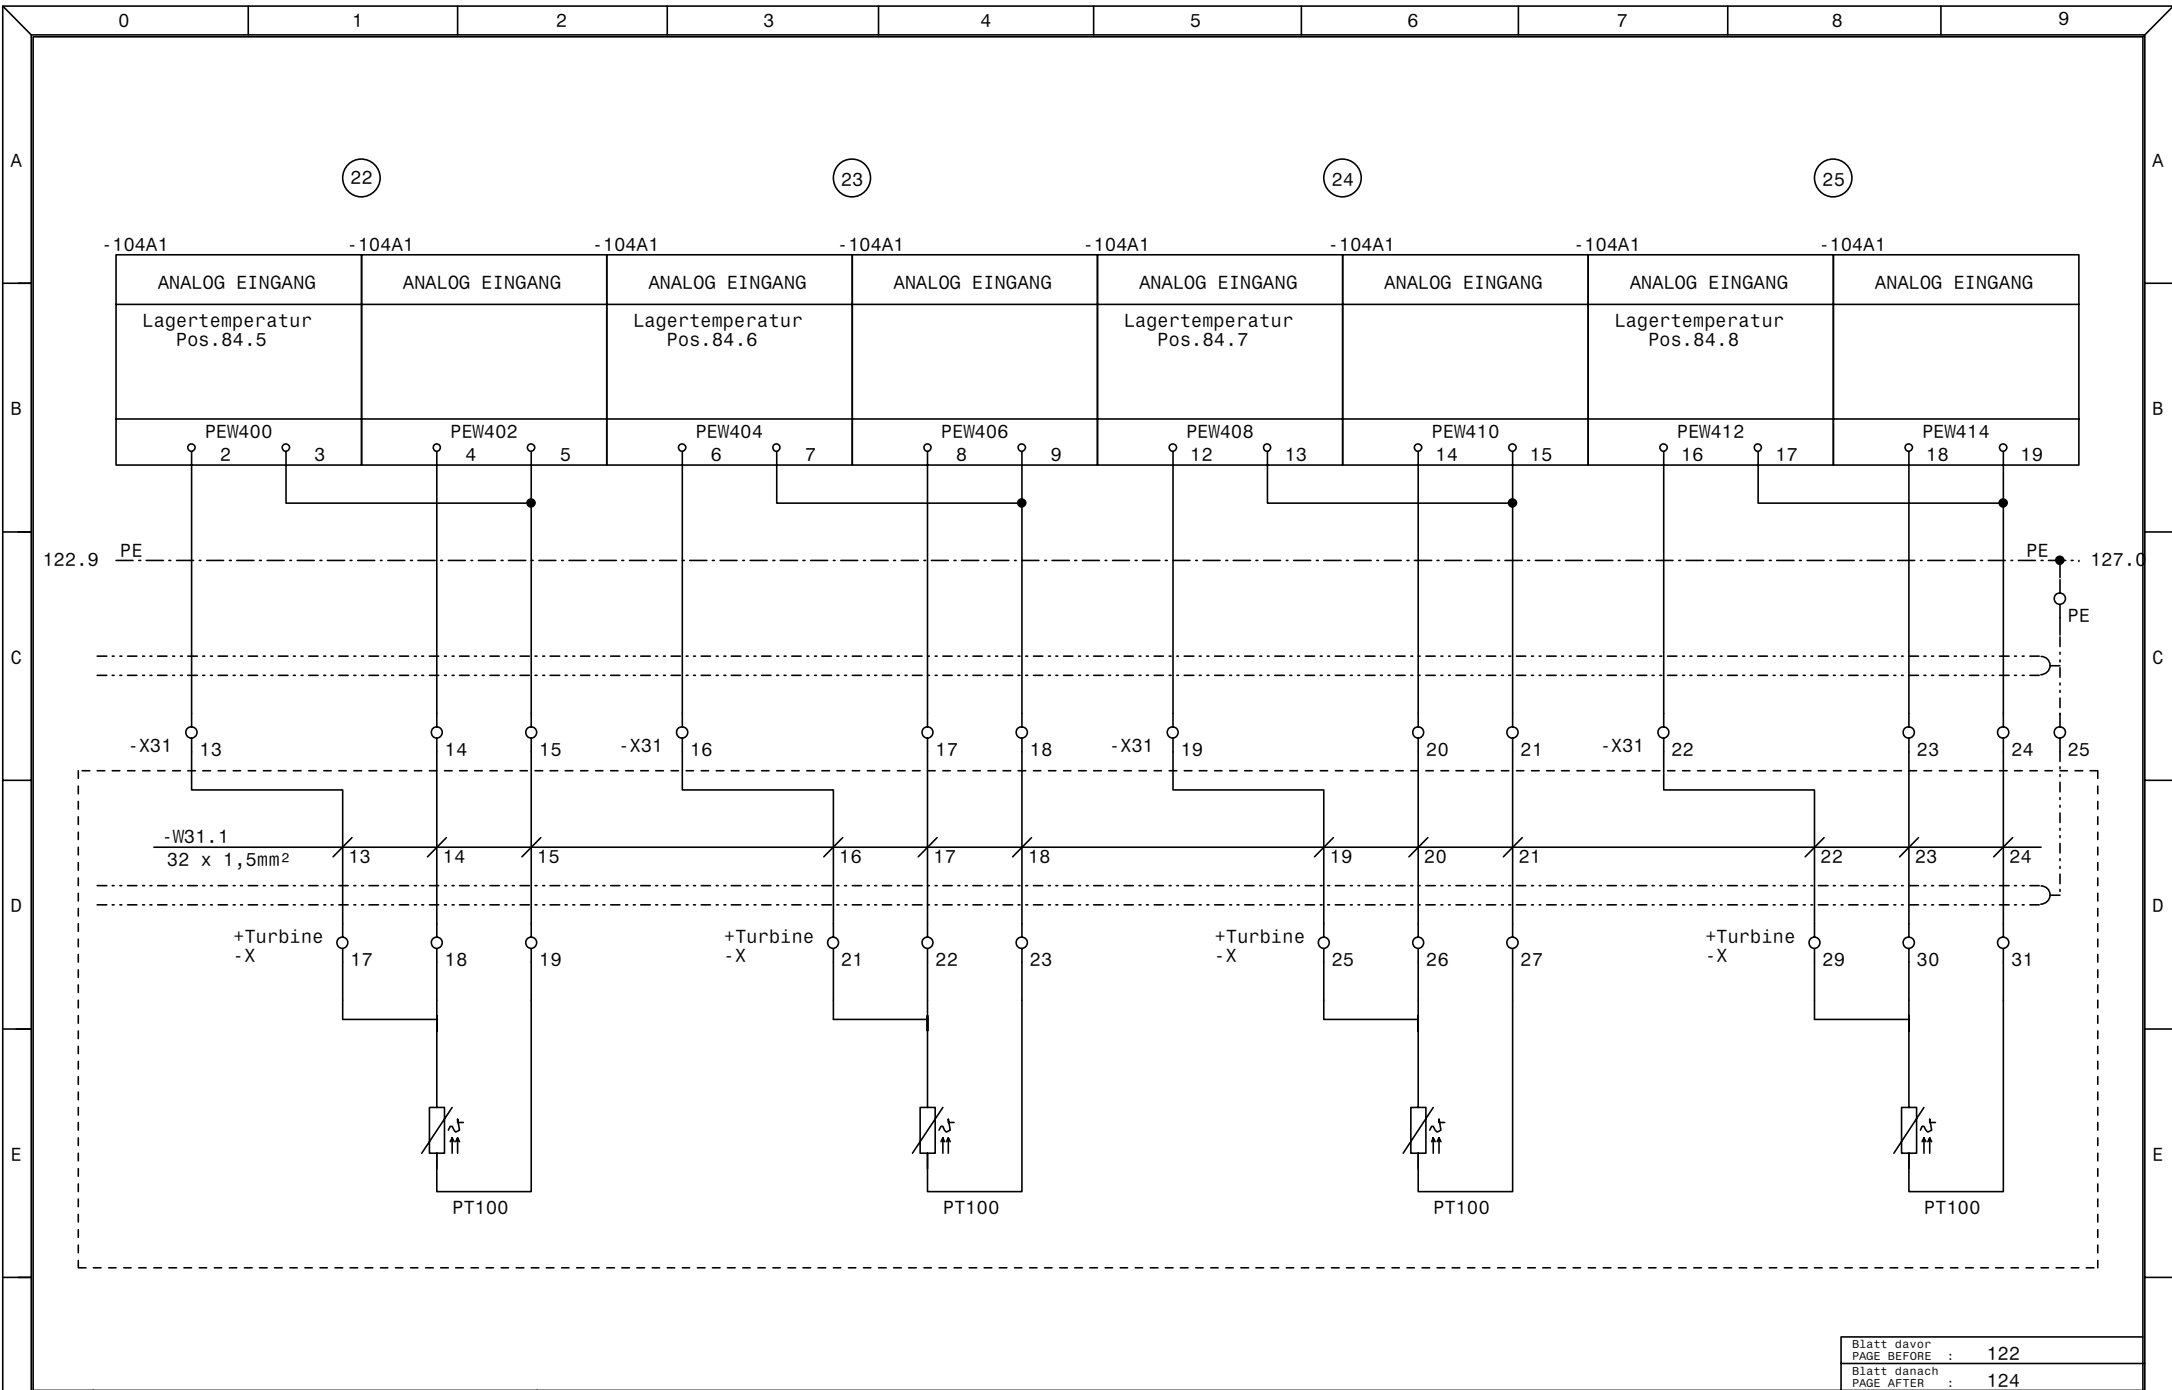 0 1 2 3 4 5 6 7 8 9
A A
22 23 24 25
-104A1 -104A1 -104A1 -104A1 -104A1 -104A1 -104A1 -104A1
ANALOG EINGANG ANALOG EINGANG ANALOG EINGANG ANALOG EINGANG ANALOG EINGANG ANALOG EINGANG ANALOG EINGANG ANALOG EINGANG
Lagertemperatur Lagertemperatur Lagertemperatur Lagertemperatur
Pos.84.5 Pos.84.6 Pos.84.7 Pos.84.8
B B
PEW400 PEW402 PEW404 PEW406 PEW408 PEW410 PEW412 PEW414
2 3 4 5 6 7 8 9 12 13 14 15 16 17 18 19
122.9 PE PE 127.0
PE
C C
-X31 13 14 15 -X31 16 17 18 -X31 19 20 21 -X31 22 23 24 25
-W31.1
32 x 1,5mm²
13 14 15 16 17 18 19 20 21 22 23 24
D D
+Turbine +Turbine +Turbine +Turbine
-X 17 18 19 -X 21 22 23 -X 25 26 27 -X 29 30 31
E E
PT100 PT100 PT100 PT100
Blatt davor
PAGE BEFORE : 122
Blatt danach
PAGE AFTER : 124